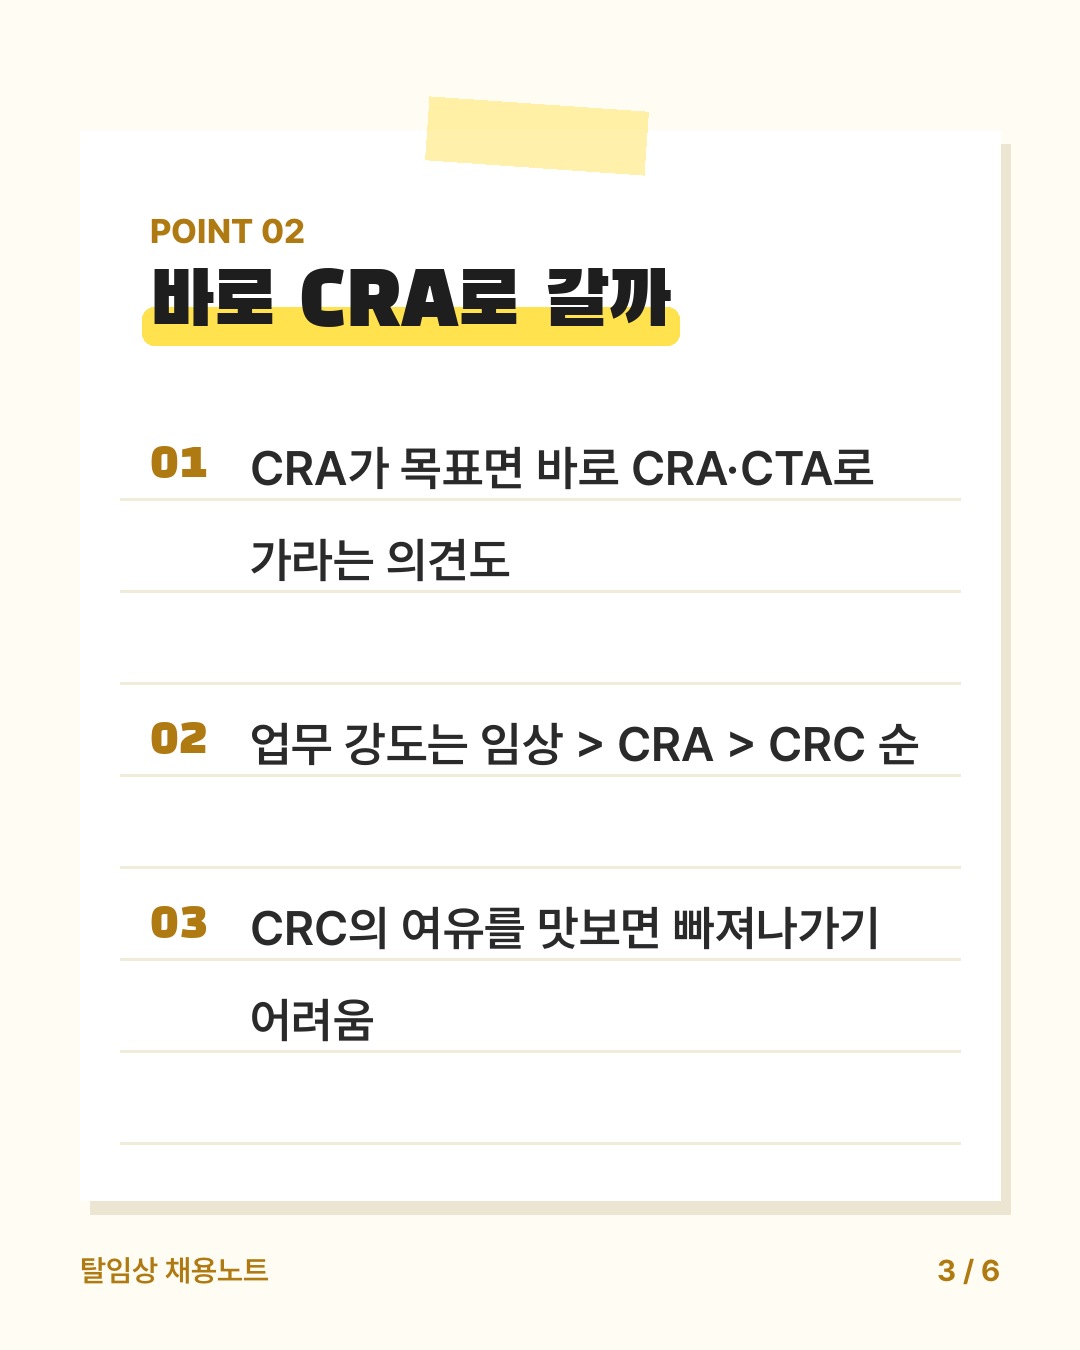 POINT 02
바로 CRA로 갈까
01 CRA가 목표면 바로 CRA·CTA로
가라는 의견도
02 업무 강도는 임상 > CRA > CRC 순
03 CRC의 여유를 맛보면 빠져나가기
어려움
탈임상 채용노트
3 / 6